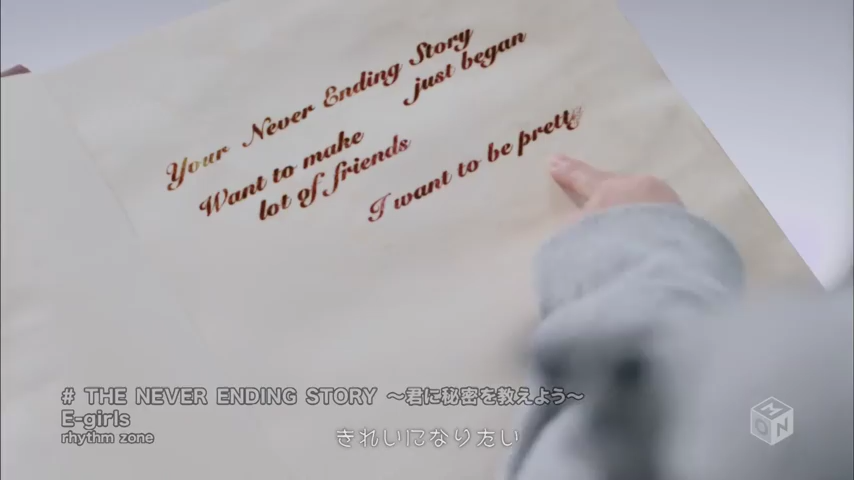 Your Never Ending Story
just began
Want to make
lot of friends
I want to be pretty
# THE NEVER ENDING STORY ～君に秘密を教えよう～
E-girls
rhythm zone
きれいになりたい
M ON